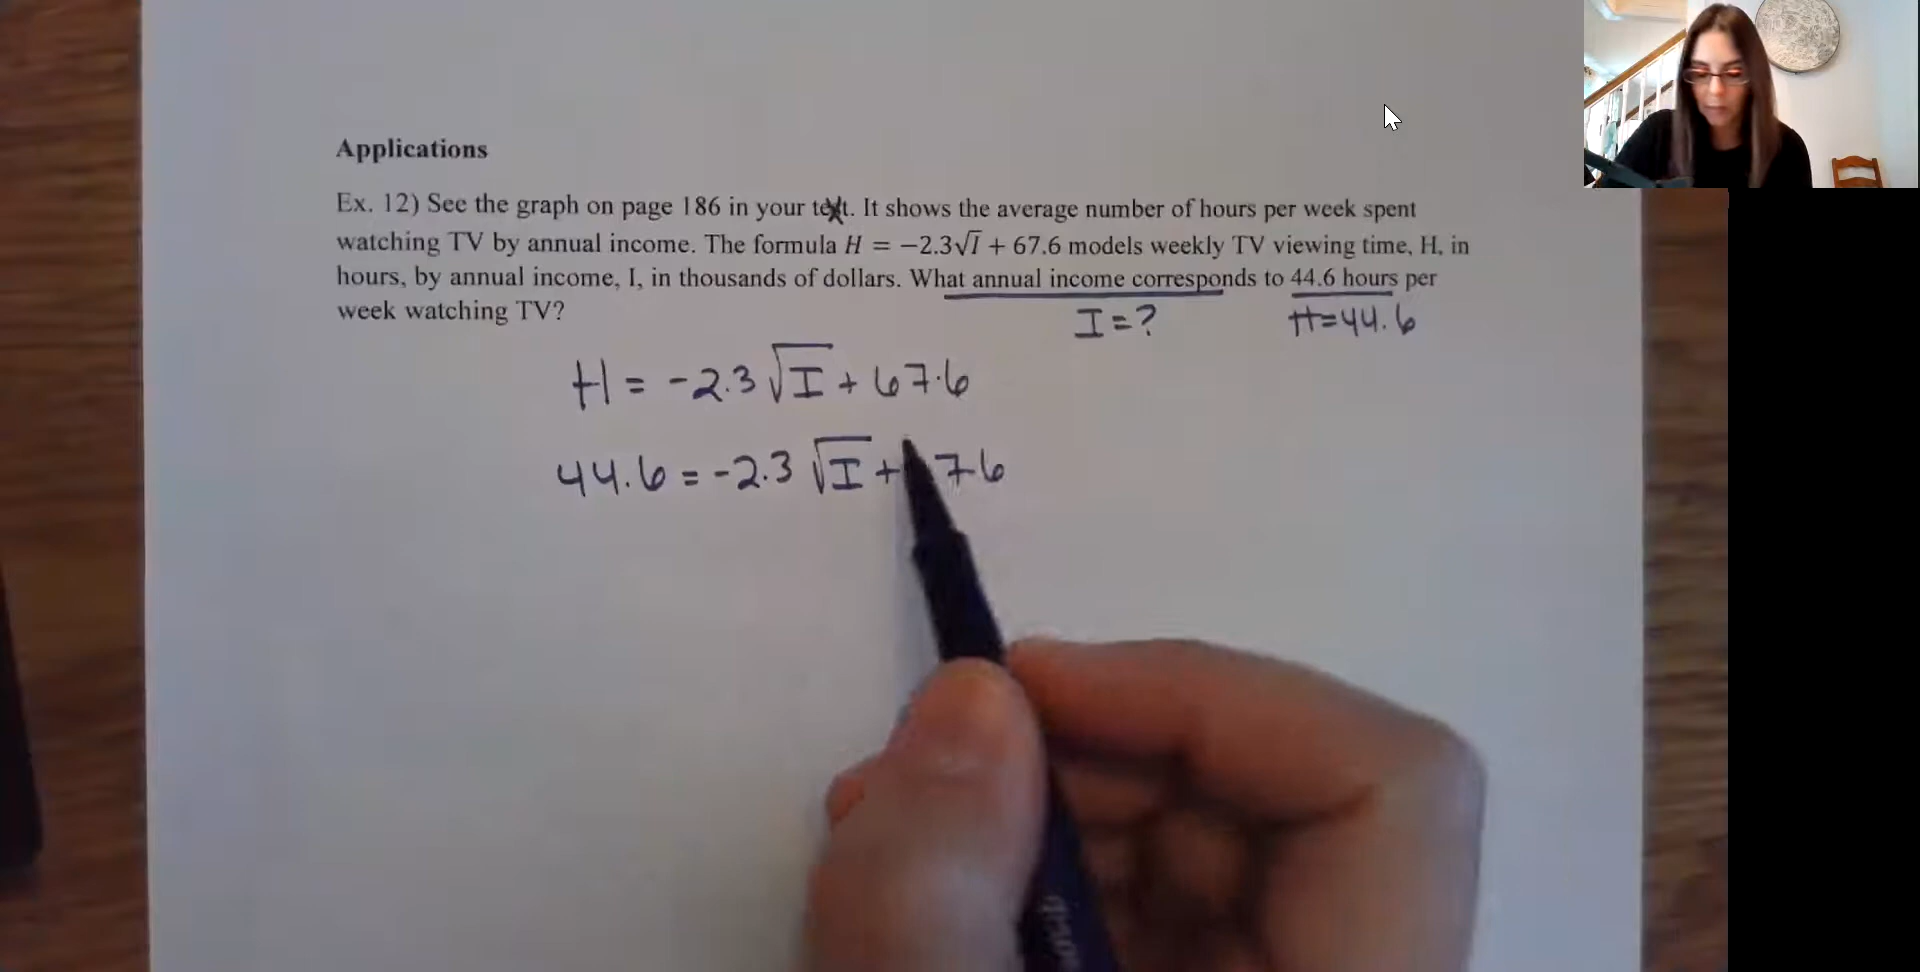 Applications
Ex. 12) See the graph on page 186 in your text. It shows the average number of hours per week spent
watching TV by annual income. The formula H = −2.3√I + 67.6 models weekly TV viewing time, H, in
hours, by annual income, I, in thousands of dollars. What annual income corresponds to 44.6 hours per
week watching TV?
I = ?
H=44.6
H = -2.3 √I + 67.6
44.6 = -2.3 √I + 76